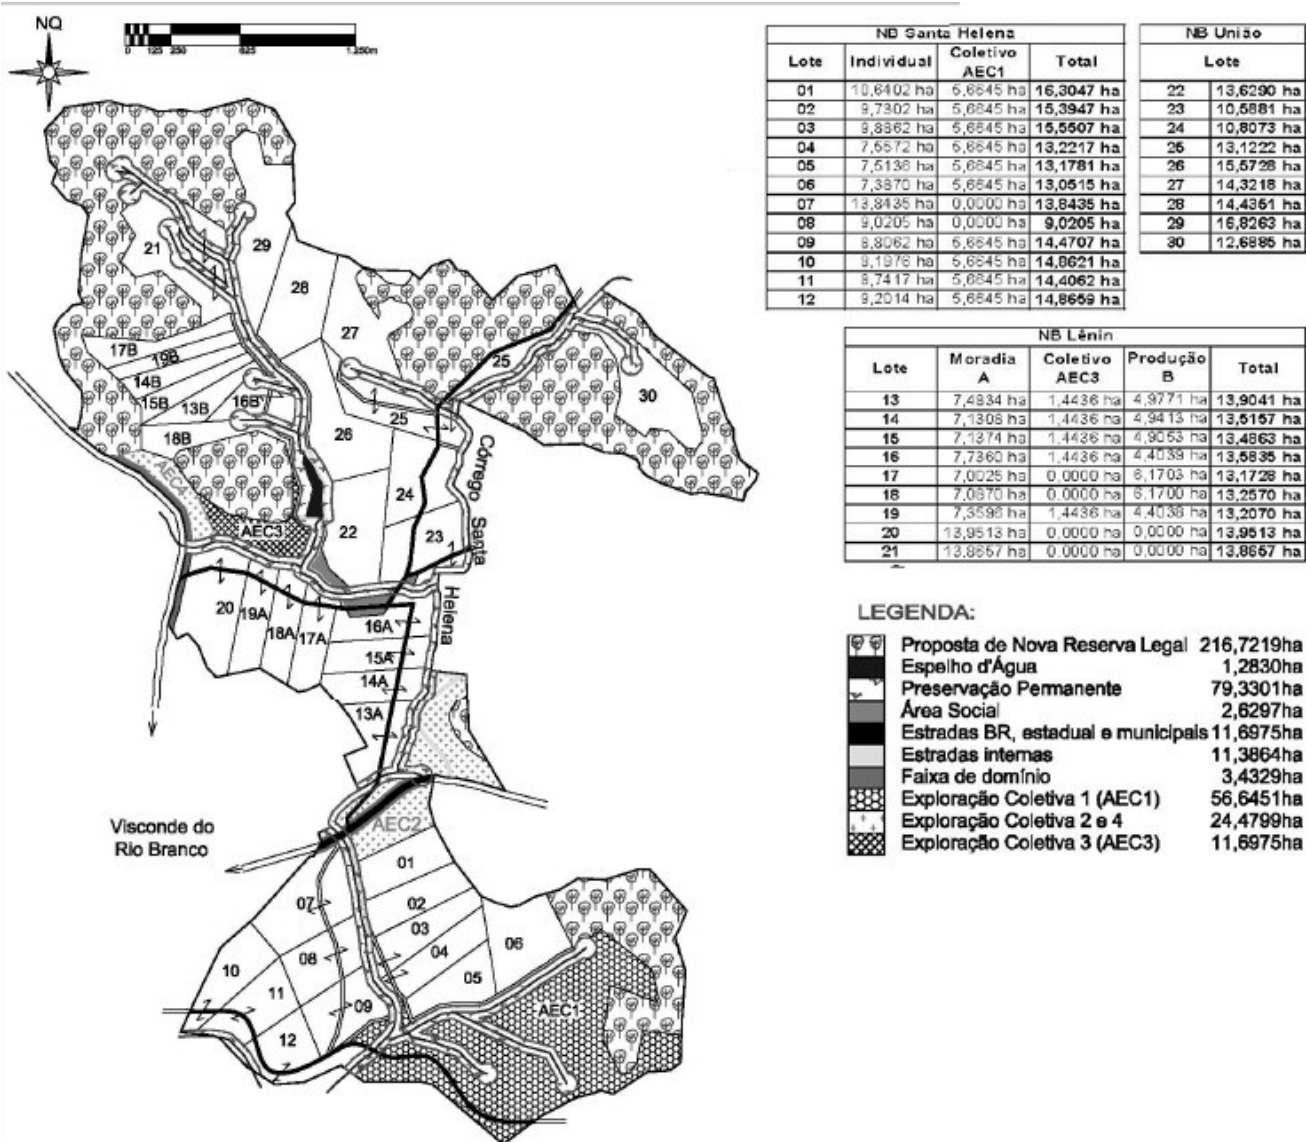 NQ
0 125 250 625 1.250m
NB Santa Helena
Lote Individual Coletivo AEC1 Total
01 10,6402 ha 5,6645 ha 16,3047 ha
02 9,7302 ha 5,6645 ha 15,3947 ha
03 9,8862 ha 5,6645 ha 15,5507 ha
04 7,5572 ha 5,6645 ha 13,2217 ha
05 7,5136 ha 5,6645 ha 13,1781 ha
06 7,3870 ha 5,6645 ha 13,0515 ha
07 13,8435 ha 0,0000 ha 13,8435 ha
08 9,0205 ha 0,0000 ha 9,0205 ha
09 8,8062 ha 5,6645 ha 14,4707 ha
10 9,1976 ha 5,6645 ha 14,8621 ha
11 8,7417 ha 5,6645 ha 14,4062 ha
12 9,2014 ha 5,6645 ha 14,8659 ha
NB União
Lote
22 13,6290 ha
23 10,5881 ha
24 10,8073 ha
25 13,1222 ha
26 15,5728 ha
27 14,3218 ha
28 14,4351 ha
29 16,8263 ha
30 12,6885 ha
NB Lênin
Lote Moradia A Coletivo AEC3 Produção B Total
13 7,4834 ha 1,4436 ha 4,9771 ha 13,9041 ha
14 7,1308 ha 1,4436 ha 4,9413 ha 13,5157 ha
15 7,1374 ha 1,4436 ha 4,9053 ha 13,4863 ha
16 7,7360 ha 1,4436 ha 4,4039 ha 13,5835 ha
17 7,0025 ha 0,0000 ha 6,1703 ha 13,1728 ha
18 7,0870 ha 0,0000 ha 6,1700 ha 13,2570 ha
19 7,3596 ha 1,4436 ha 4,4038 ha 13,2070 ha
20 13,9513 ha 0,0000 ha 0,0000 ha 13,9513 ha
21 13,8657 ha 0,0000 ha 0,0000 ha 13,8657 ha
LEGENDA:
Proposta de Nova Reserva Legal 216,7219ha
Espelho d'Água 1,2830ha
Preservação Permanente 79,3301ha
Área Social 2,6297ha
Estradas BR, estadual e municipais 11,6975ha
Estradas internas 11,3864ha
Faixa de domínio 3,4329ha
Exploração Coletiva 1 (AEC1) 56,6451ha
Exploração Coletiva 2 e 4 24,4799ha
Exploração Coletiva 3 (AEC3) 11,6975ha
21
29
28
27
25
30
17B
19B
14B
15B
13B
16B
18B
25
26
24
22
23
AEC4
AEC3
Córrego Santa Helena
20
19A
18A
17A
16A
15A
14A
13A
Visconde do
Rio Branco
AEC2
01
02
03
04
05
06
07
08
09
10
11
12
AEC1